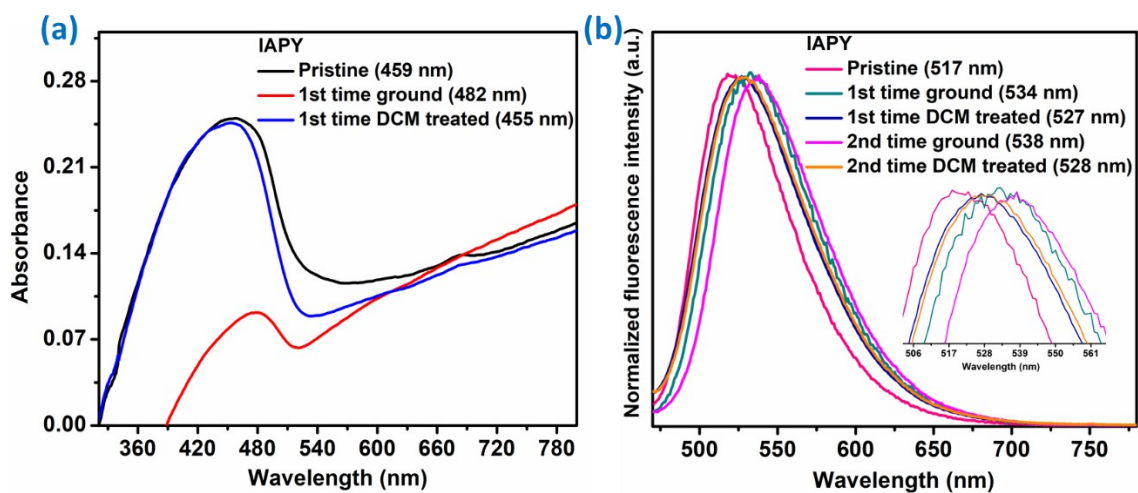 (a)
IAPY
Pristine (459 nm)
1st time ground (482 nm)
1st time DCM treated (455 nm)
Absorbance
0.28
0.21
0.14
0.07
0.00
360 420 480 540 600 660 720 780
Wavelength (nm)
(b)
IAPY
Pristine (517 nm)
1st time ground (534 nm)
1st time DCM treated (527 nm)
2nd time ground (538 nm)
2nd time DCM treated (528 nm)
Normalized fluorescence intensity (a.u.)
506 517 528 539 550 561
Wavelength (nm)
500 550 600 650 700 750
Wavelength (nm)